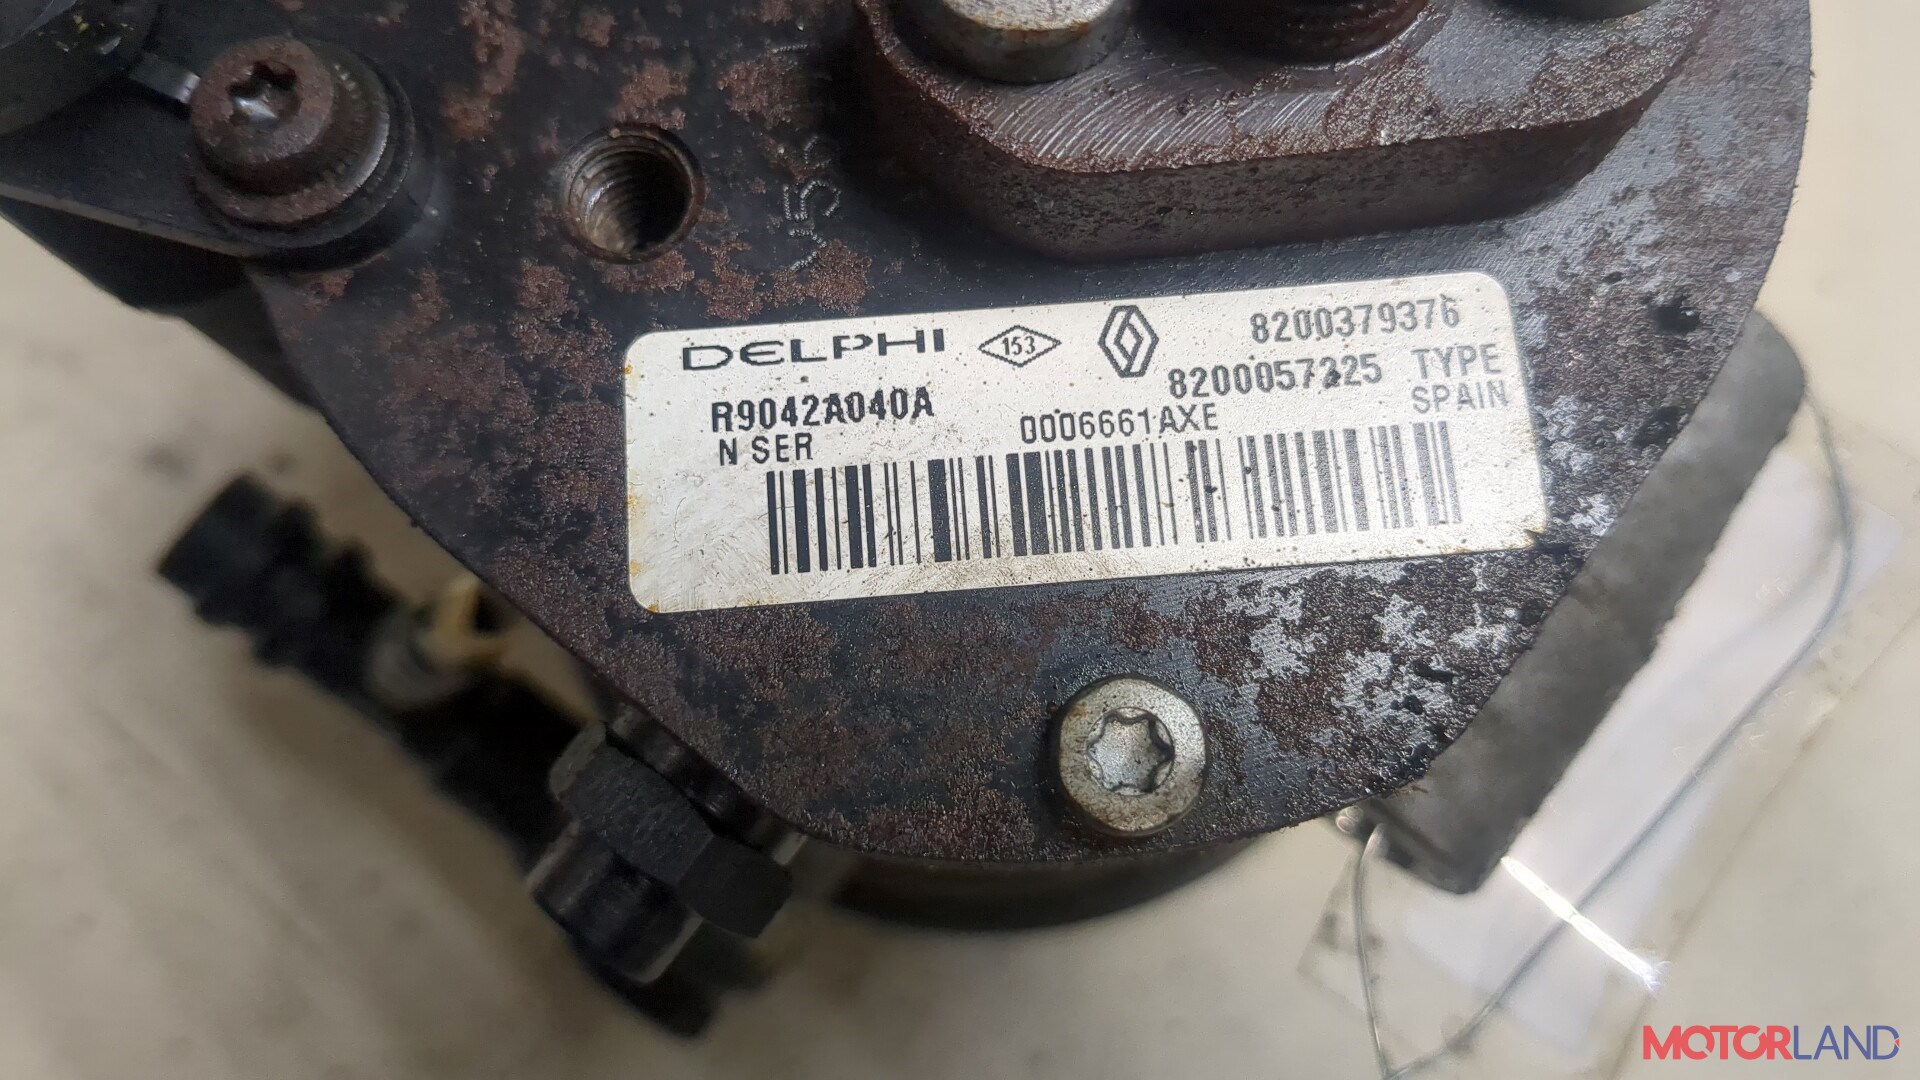 DELPHI 153 8200379376
8200057225 TYPE
R9042A040A SPAIN
N SER 0006661AXE
MOTORLAND